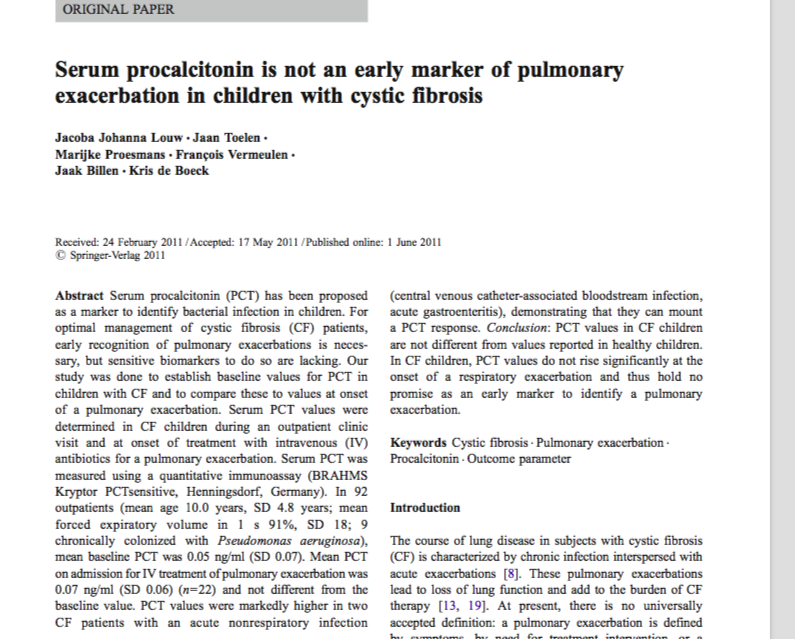 ORIGINAL PAPER
Serum procalcitonin is not an early marker of pulmonary
exacerbation in children with cystic fibrosis
Jacoba Johanna Louw · Jaan Toelen ·
Marijke Proesmans · François Vermeulen ·
Jaak Billen · Kris de Boeck
Received: 24 February 2011 / Accepted: 17 May 2011 / Published online: 1 June 2011
© Springer-Verlag 2011
Abstract Serum procalcitonin (PCT) has been proposed
as a marker to identify bacterial infection in children. For
optimal management of cystic fibrosis (CF) patients,
early recognition of pulmonary exacerbations is neces-
sary, but sensitive biomarkers to do so are lacking. Our
study was done to establish baseline values for PCT in
children with CF and to compare these to values at onset
of a pulmonary exacerbation. Serum PCT values were
determined in CF children during an outpatient clinic
visit and at onset of treatment with intravenous (IV)
antibiotics for a pulmonary exacerbation. Serum PCT was
measured using a quantitative immunoassay (BRAHMS
Kryptor PCTsensitive, Henningsdorf, Germany). In 92
outpatients (mean age 10.0 years, SD 4.8 years; mean
forced expiratory volume in 1 s 91%, SD 18; 9
chronically colonized with Pseudomonas aeruginosa),
mean baseline PCT was 0.05 ng/ml (SD 0.07). Mean PCT
on admission for IV treatment of pulmonary exacerbation was
0.07 ng/ml (SD 0.06) (n=22) and not different from the
baseline value. PCT values were markedly higher in two
CF patients with an acute nonrespiratory infection
(central venous catheter-associated bloodstream infection,
acute gastroenteritis), demonstrating that they can mount
a PCT response. Conclusion: PCT values in CF children
are not different from values reported in healthy children.
In CF children, PCT values do not rise significantly at the
onset of a respiratory exacerbation and thus hold no
promise as an early marker to identify a pulmonary
exacerbation.
Keywords Cystic fibrosis · Pulmonary exacerbation ·
Procalcitonin · Outcome parameter
Introduction
The course of lung disease in subjects with cystic fibrosis
(CF) is characterized by chronic infection interspersed with
acute exacerbations [8]. These pulmonary exacerbations
lead to loss of lung function and add to the burden of CF
therapy [13, 19]. At present, there is no universally
accepted definition: a pulmonary exacerbation is defined
by symptoms, by need for treatment intervention, or a